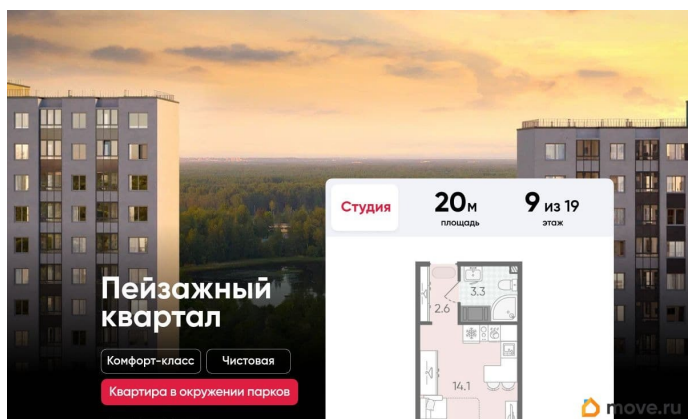 Студия
20м
площадь
9 из 19
этаж
Пейзажный
квартал
Комфорт-класс
Чистовая
Квартира в окружении парков
2.6
3.3
14.1
move.ru